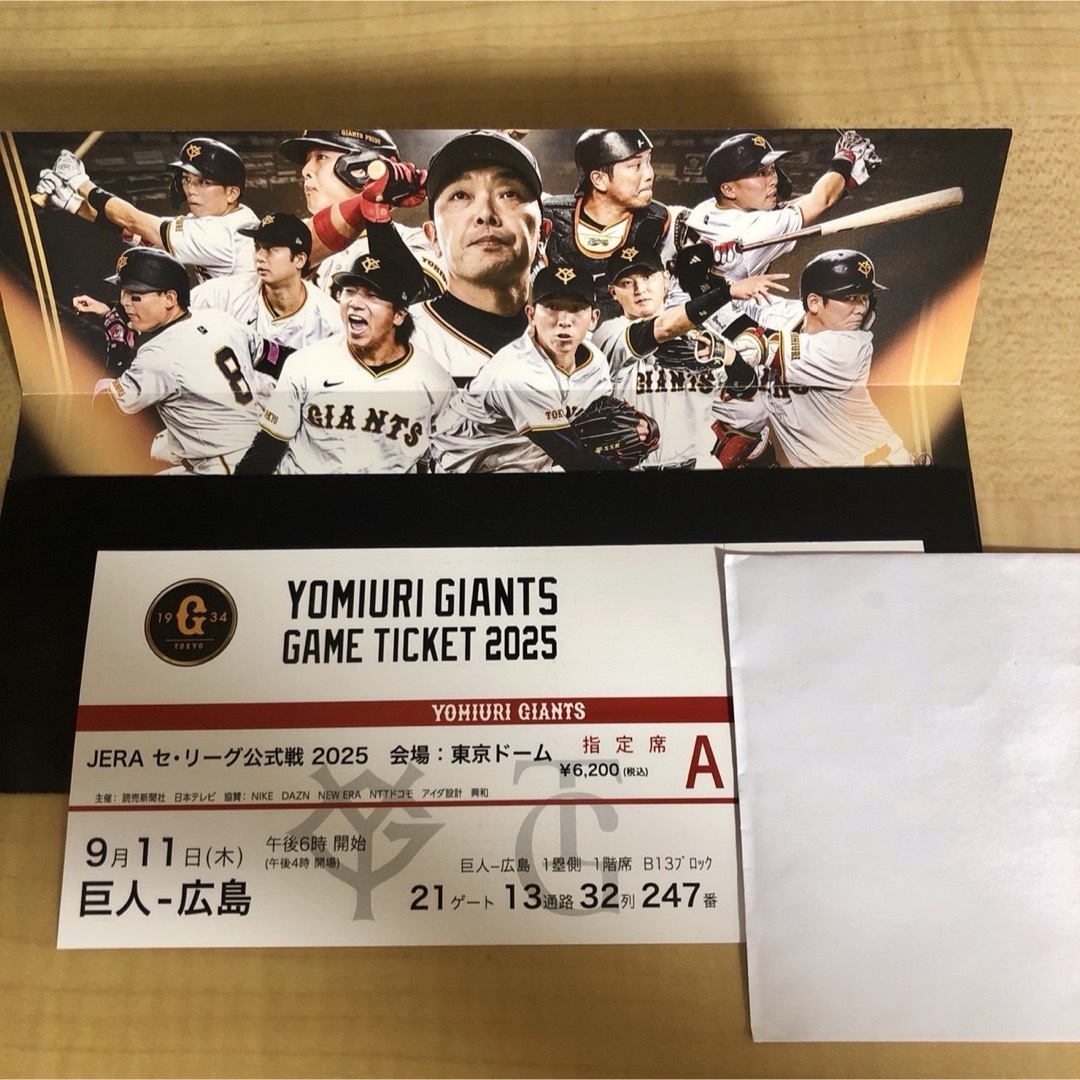 GIANTS PRIDE
8
GIANTS
GIANTS
YOMIURI
19 G 34
TOKYO
YOMIURI GIANTS
GAME TICKET 2025
YOMIURI GIANTS
JERA セ・リーグ公式戦 2025 会場:東京ドーム
指定席
¥6,200(税込)
A
主催: 読売新聞社 日本テレビ 協賛: NIKE DAZN NEW ERA NTTドコモ アイダ設計 興和
9月11日(木)
午後6時 開始
(午後4時 開場)
巨人-広島
巨人-広島 1塁側 1階席 B13ブロック
21ゲート 13通路 32列 247番